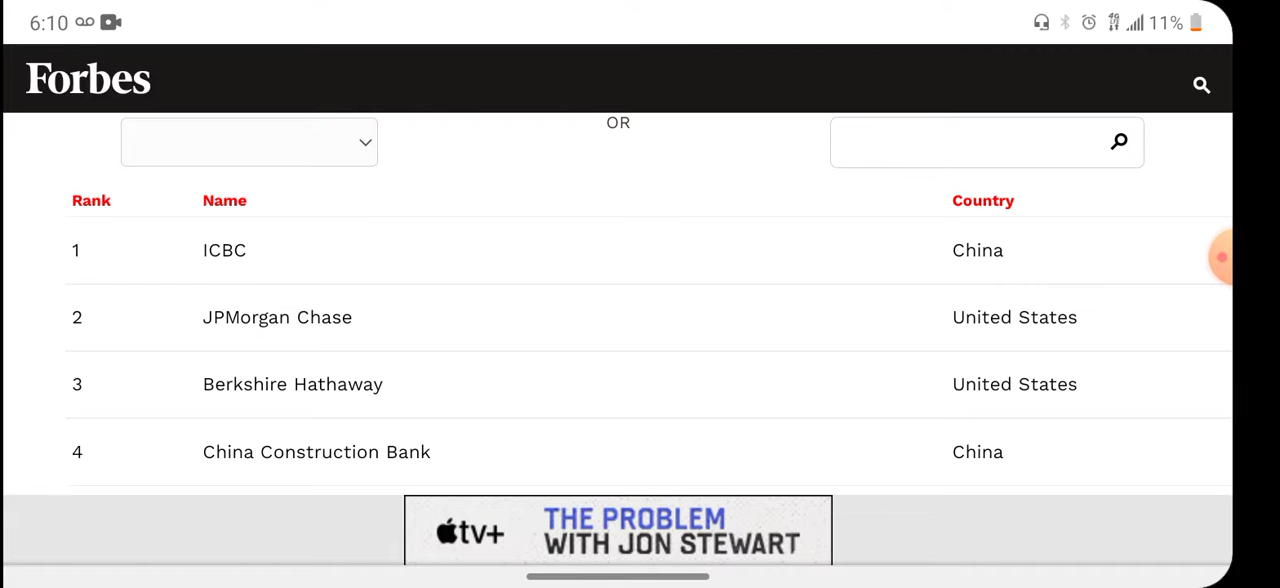 6:10
11%
Forbes
OR
Rank Name Country
1 ICBC China
2 JPMorgan Chase United States
3 Berkshire Hathaway United States
4 China Construction Bank China
tv+ THE PROBLEM
WITH JON STEWART